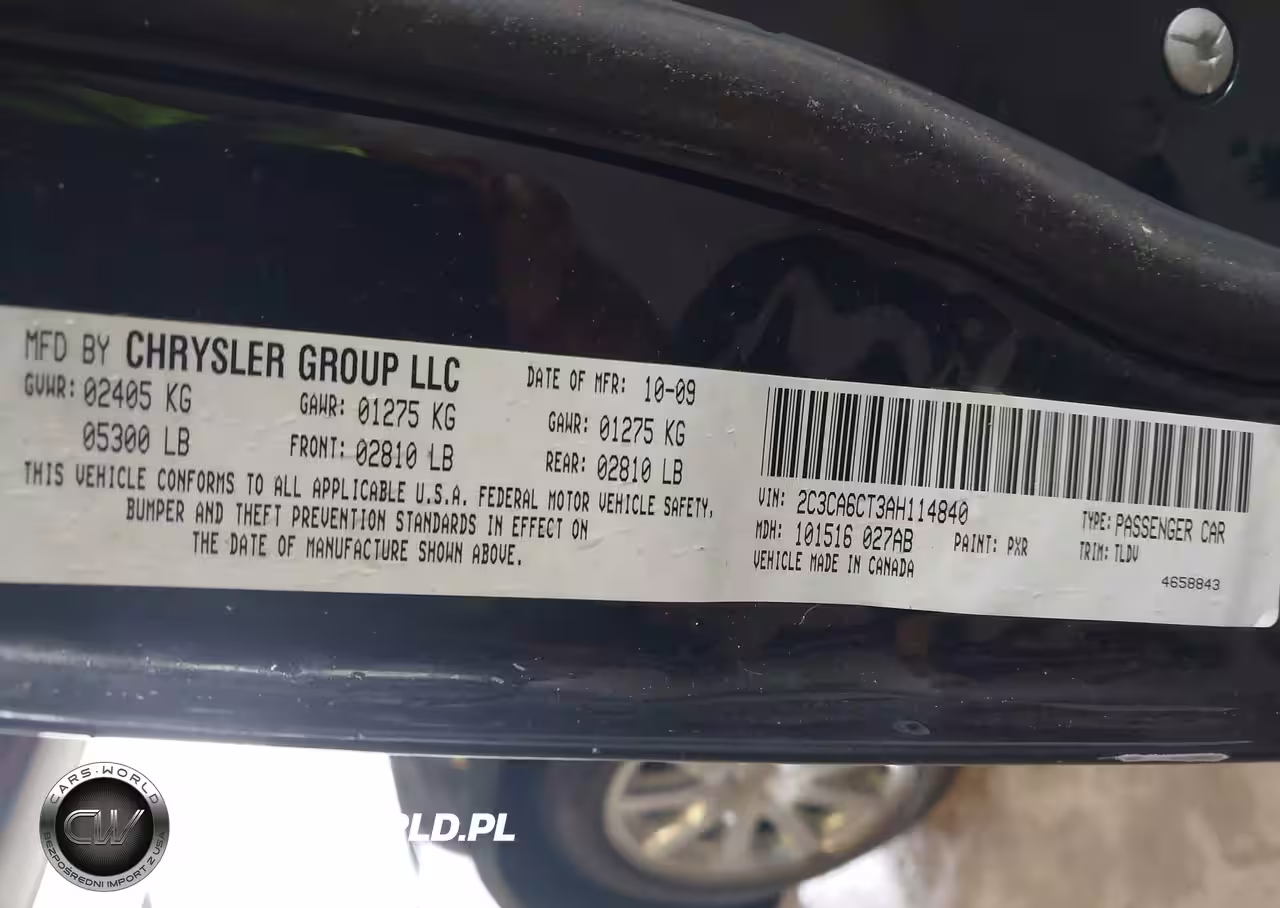 MFD BY CHRYSLER GROUP LLC
DATE OF MFR: 10-09
GVWR: 02405 KG
05300 LB
GAWR: 01275 KG
FRONT: 02810 LB
GAWR: 01275 KG
REAR: 02810 LB
THIS VEHICLE CONFORMS TO ALL APPLICABLE U.S.A. FEDERAL MOTOR VEHICLE SAFETY,
BUMPER AND THEFT PREVENTION STANDARDS IN EFFECT ON
THE DATE OF MANUFACTURE SHOWN ABOVE.
VIN: 2C3CA6CT3AH114840
TYPE: PASSENGER CAR
MDH: 101516 027AB
PAINT: PXR
TRIM: TLDV
VEHICLE MADE IN CANADA
4658843
CARS-WORLD
CW
BEZPOŚREDNI IMPORT Z USA
RLD.PL